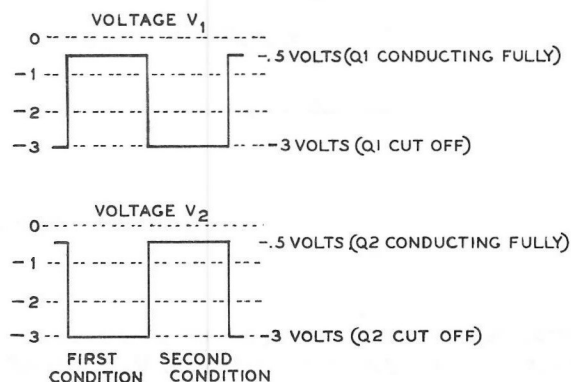 VOLTAGE V1
0
-.5 VOLTS (Q1 CONDUCTING FULLY)
-1
-2
-3
-3 VOLTS (Q1 CUT OFF)
VOLTAGE V2
0
-.5 VOLTS (Q2 CONDUCTING FULLY)
-1
-2
-3
-3 VOLTS (Q2 CUT OFF)
FIRST CONDITION
SECOND CONDITION